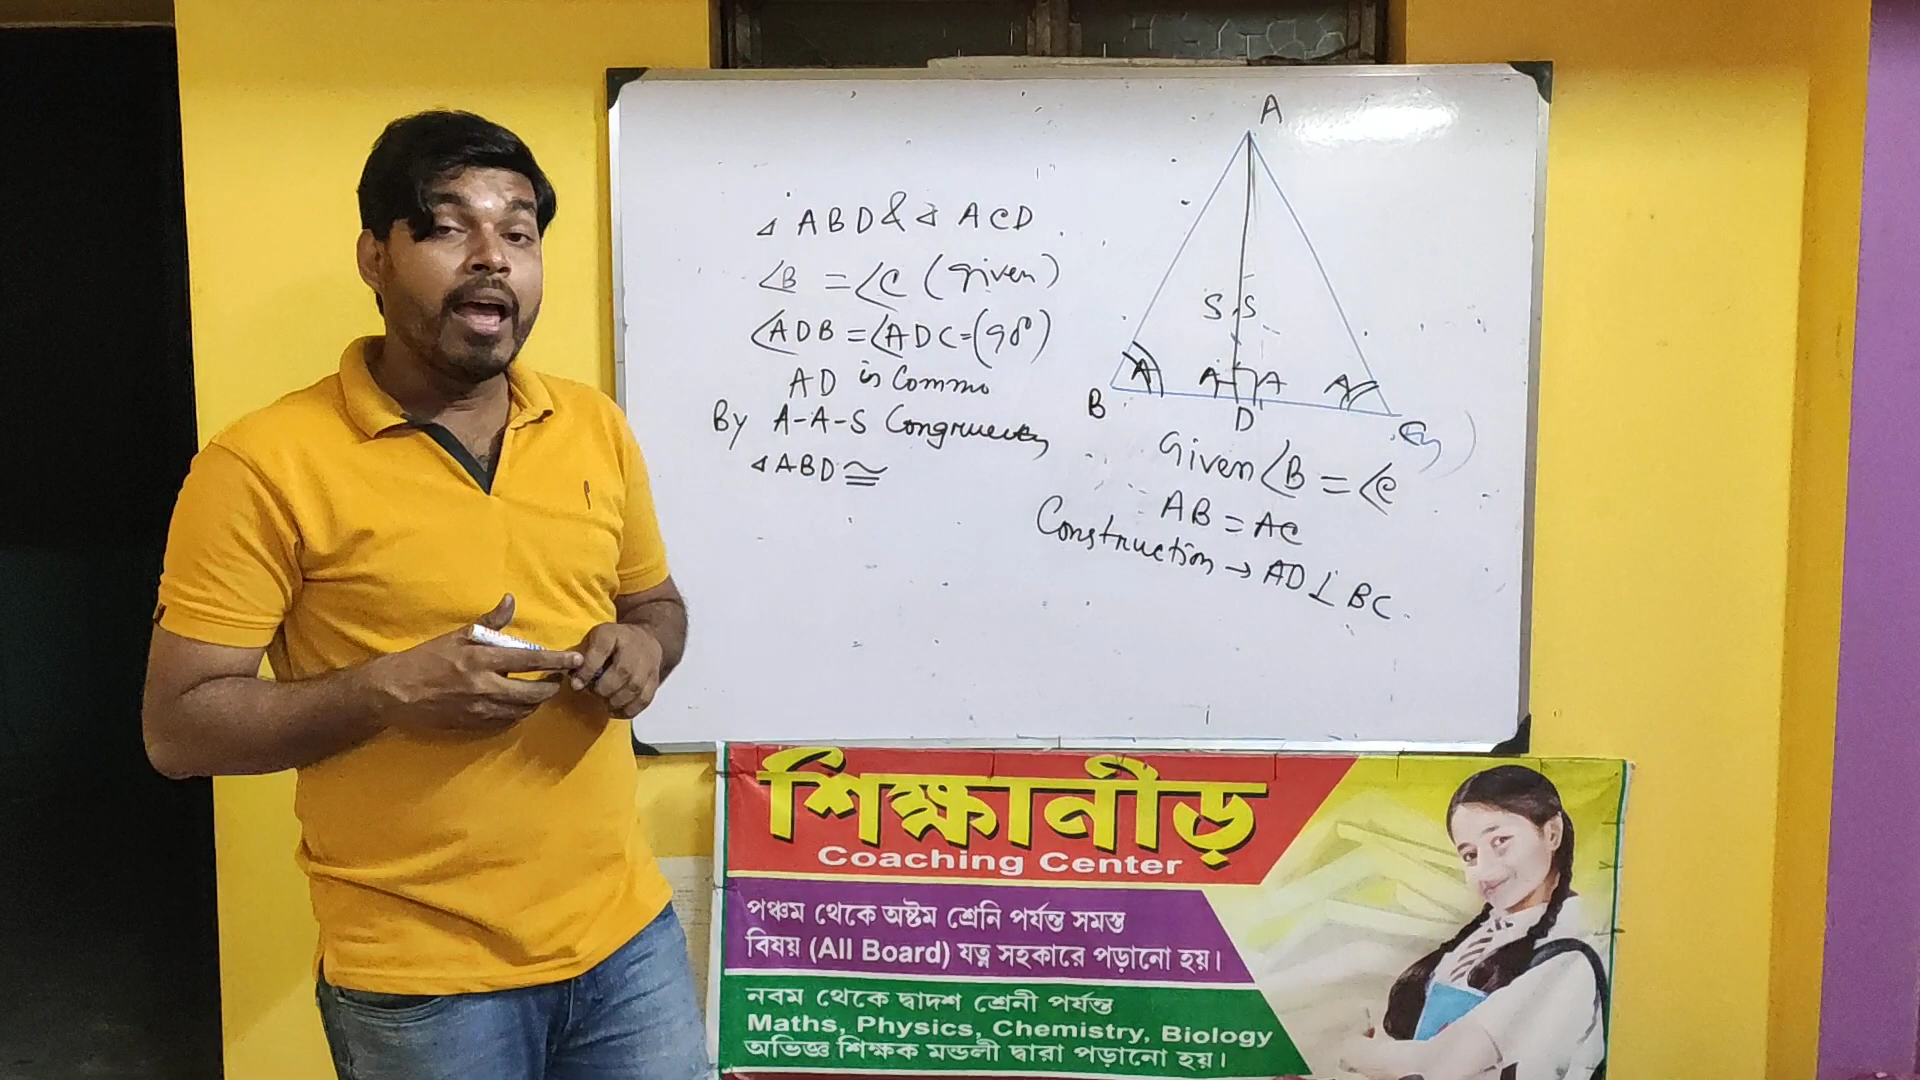 △ ABD & △ ACD
∠B = ∠C (Given)
∠ADB = ∠ADC = (90°)
AD is Commo
By A-A-S Congruency
△ABD ≅
A
S S
A A A A
B D C
Given ∠B = ∠C
AB = AC
Construction → AD ⊥ BC
শিক্ষানীড়
Coaching Center
পঞ্চম থেকে অষ্টম শ্রেনি পর্যন্ত সমস্ত
বিষয় (All Board) যত্ন সহকারে পড়ানো হয়।
নবম থেকে দ্বাদশ শ্রেনী পর্যন্ত
Maths, Physics, Chemistry, Biology
অভিজ্ঞ শিক্ষক মন্ডলী দ্বারা পড়ানো হয়।